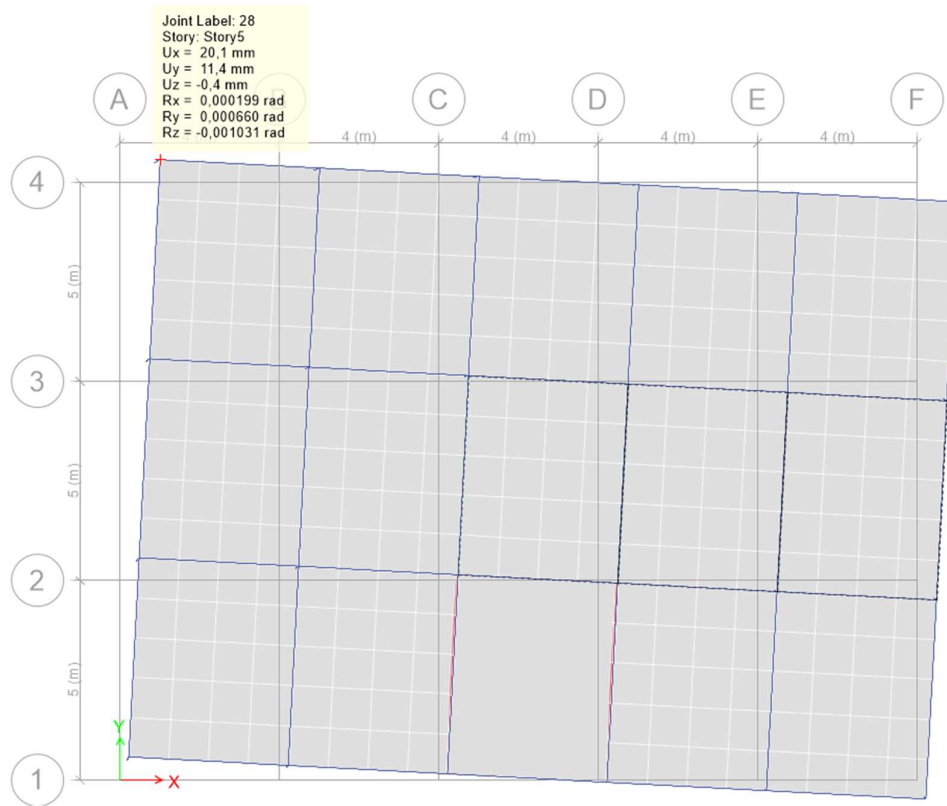 Joint Label: 28
Story: Story5
Ux = 20,1 mm
Uy = 11,4 mm
Uz = -0,4 mm
Rx = 0,000199 rad
Ry = 0,000660 rad
Rz = -0,001031 rad
A
C
D
E
F
4 (m)
4 (m)
4 (m)
4 (m)
4
5 (m)
3
5 (m)
2
5 (m)
Y
X
1